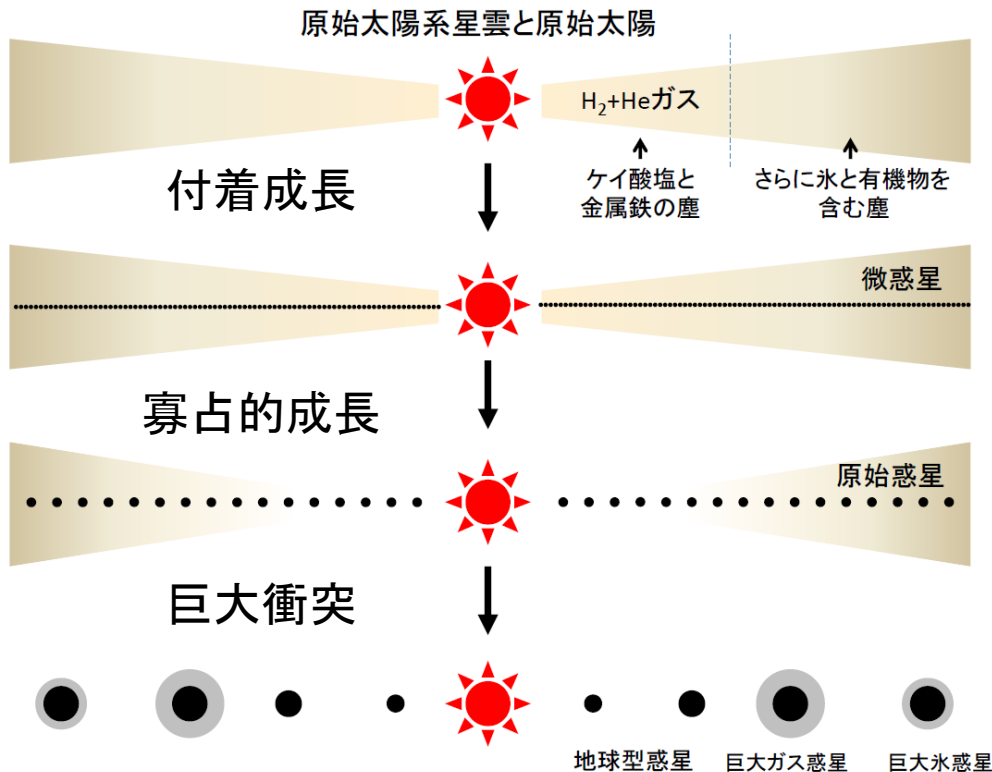 原始太陽系星雲と原始太陽
H₂+Heガス
ケイ酸塩と
金属鉄の塵
さらに氷と有機物を
含む塵
付着成長
微惑星
寡占的成長
原始惑星
巨大衝突
地球型惑星
巨大ガス惑星
巨大氷惑星